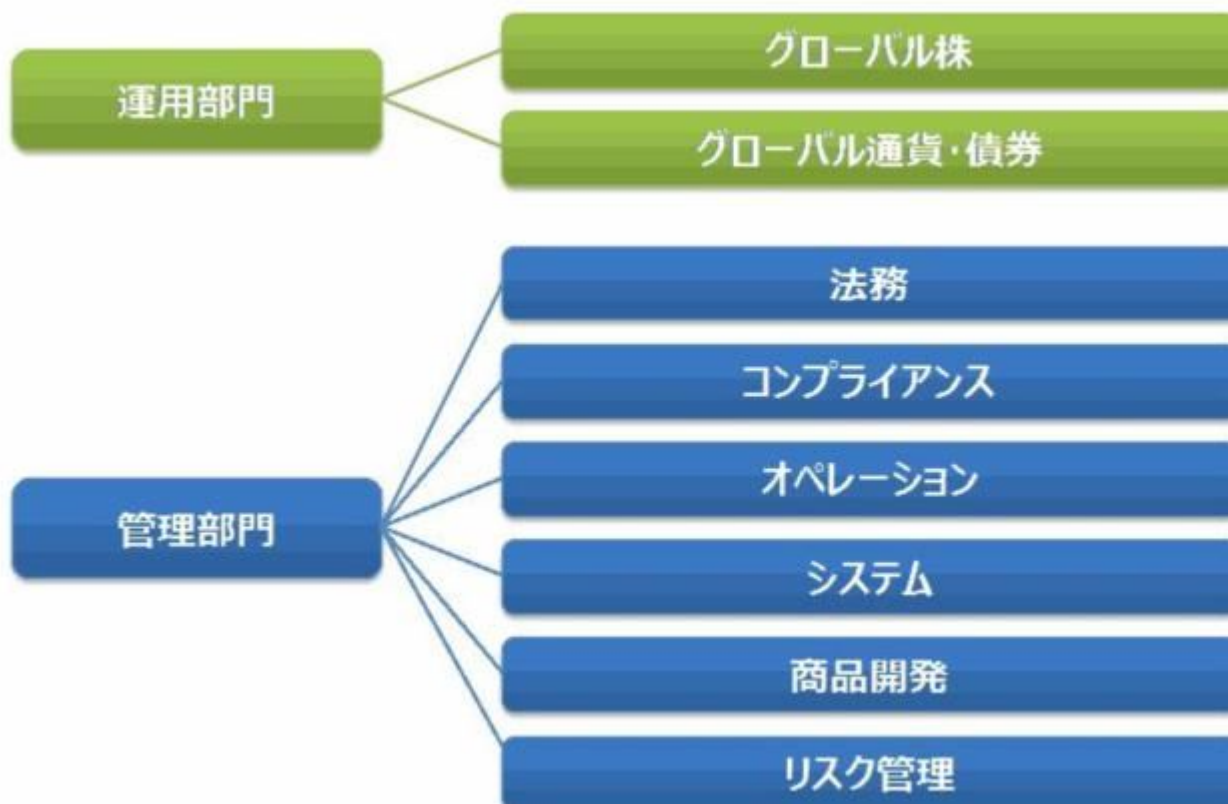 運用部門
グローバル株
グローバル通貨・債券
管理部門
法務
コンプライアンス
オペレーション
システム
商品開発
リスク管理